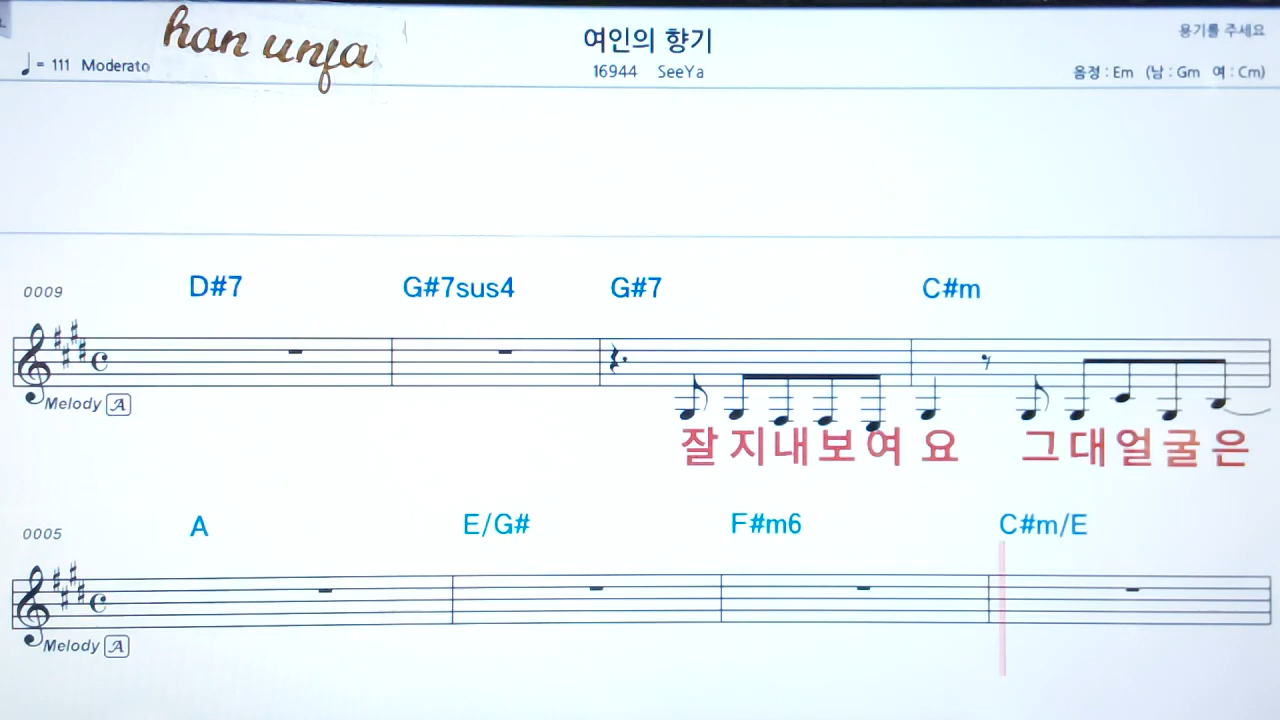 han unfa
여인의 향기
용기를 주세요
♩= 111 Moderato
16944 SeeYa
음정 : Em (남 : Gm 여 : Cm)
0009 D#7 G#7sus4 G#7 C#m
Melody A
잘 지 내 보 여 요 그 대 얼 굴 은
0005 A E/G# F#m6 C#m/E
Melody A